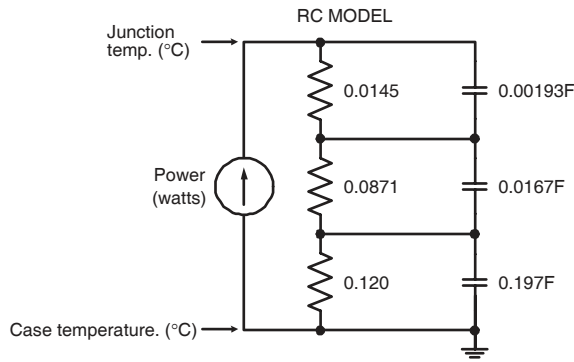 RC MODEL
Junction
temp. (°C)
0.0145
0.00193F
Power
(watts)
0.0871
0.0167F
0.120
0.197F
Case temperature. (°C)